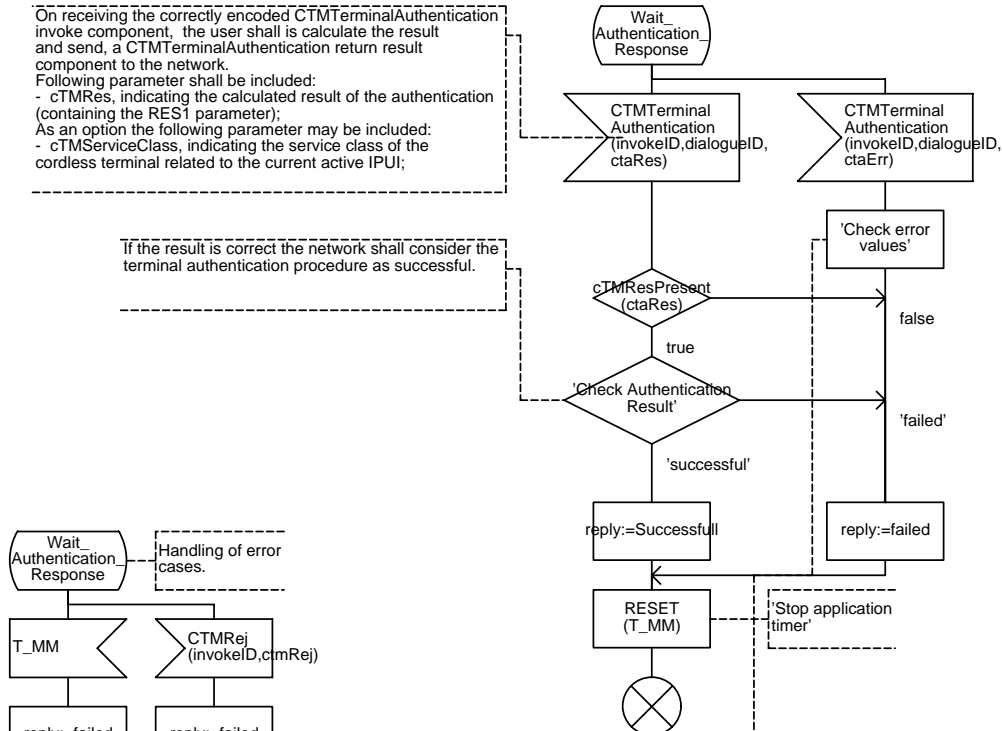 On receiving the correctly encoded CTMTerminalAuthentication
invoke component,  the user shall is calculate the result
and send, a CTMTerminalAuthentication return result
component to the network.
Following parameter shall be included:
-  cTMRes, indicating the calculated result of the authentication
(containing the RES1 parameter);
As an option the following parameter may be included:
- cTMServiceClass, indicating the service class of the
cordless terminal related to the current active IPUI;
Wait_
Authentication_
Response
CTMTerminal
Authentication
(invokeID,dialogueID,
ctaRes)
CTMTerminal
Authentication
(invokeID,dialogueID,
ctaErr)
'Check error
values'
If the result is correct the network shall consider the
terminal authentication procedure as successful.
cTMResPresent
(ctaRes)
false
true
'Check Authentication
Result'
'failed'
'successful'
reply:=Successfull
reply:=failed
RESET
(T_MM)
'Stop application
timer'
Wait_
Authentication_
Response
Handling of error
cases.
T_MM
CTMRej
(invokeID,ctmRej)
reply:=failed
reply:=failed